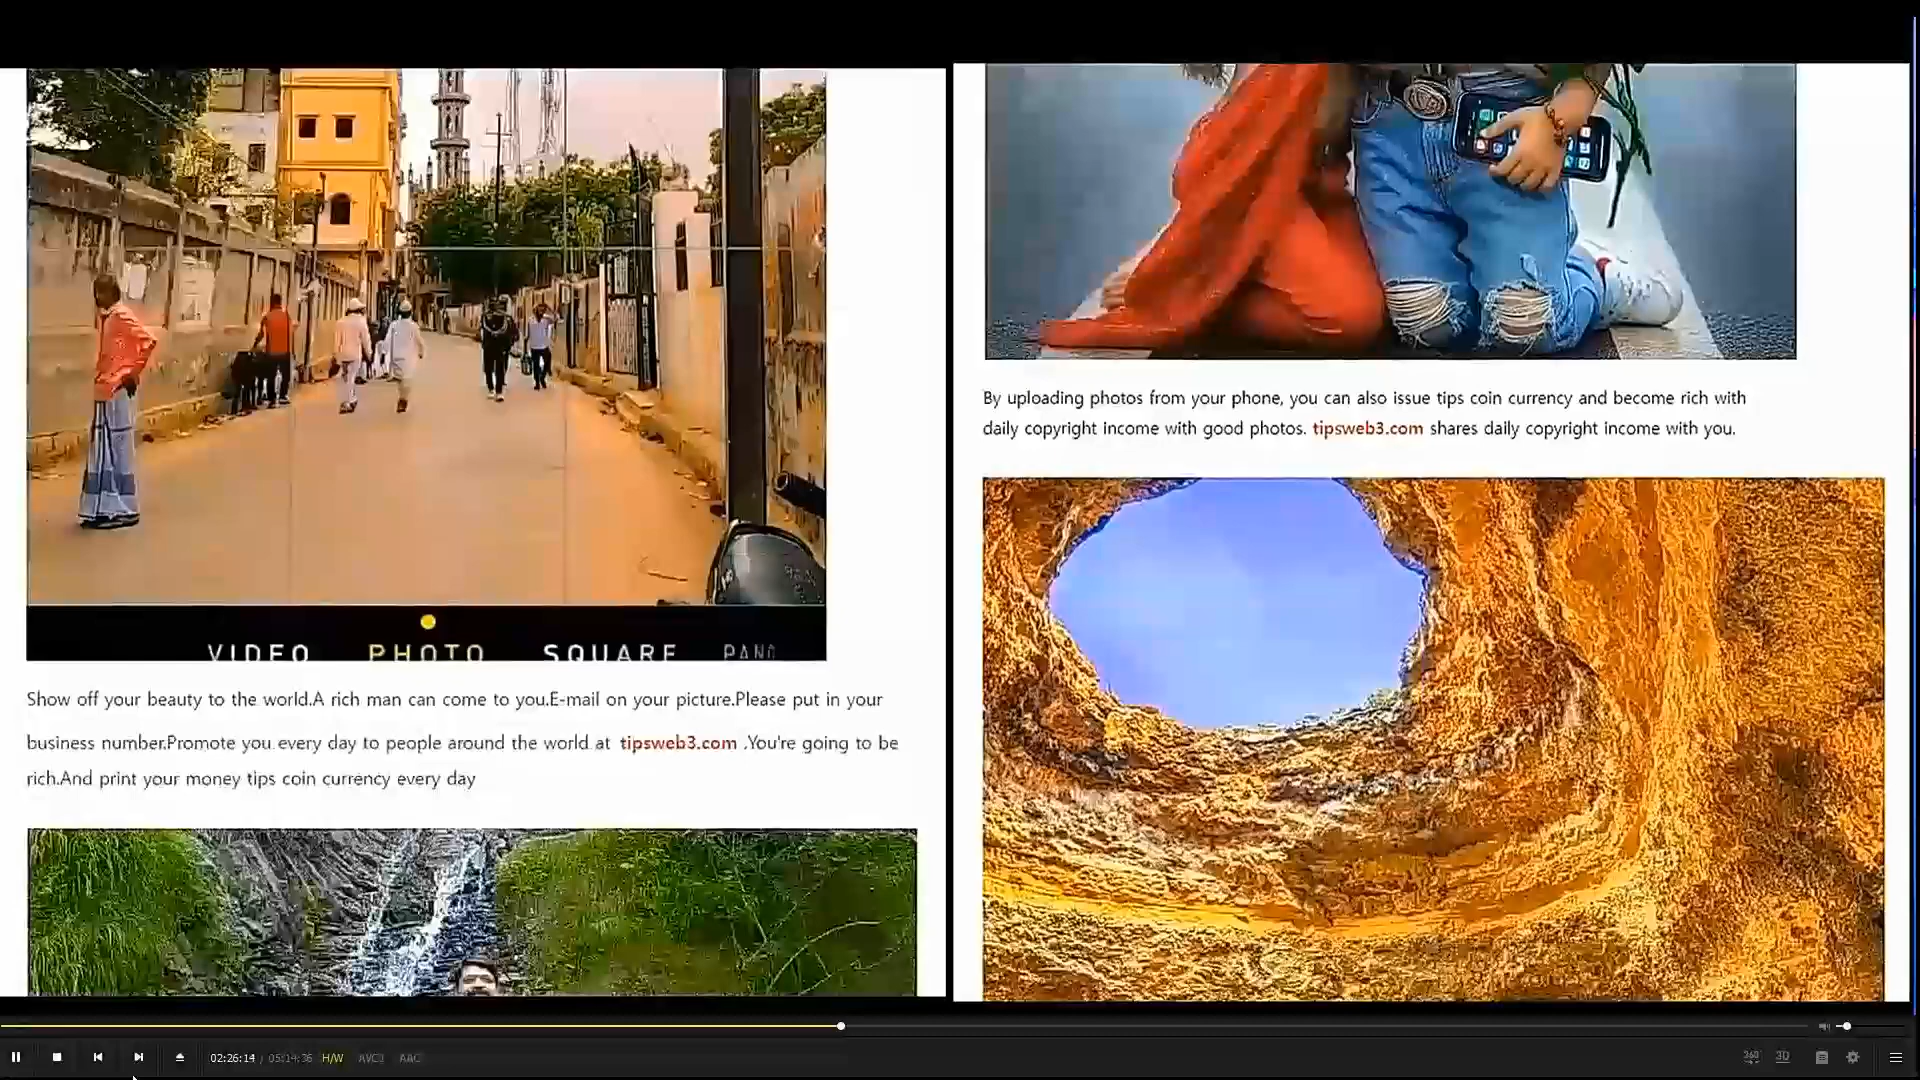 VIDEO PHOTO SQUARE PANO
Show off your beauty to the world.A rich man can come to you.E-mail on your picture.Please put in your
business number.Promote you every day to people around the world at tipsweb3.com .You're going to be
rich.And print your money tips coin currency every day
By uploading photos from your phone, you can also issue tips coin currency and become rich with
daily copyright income with good photos. tipsweb3.com shares daily copyright income with you.
02:26:14 / 05:14:36 H/W AVC1 AAC
360° 3D